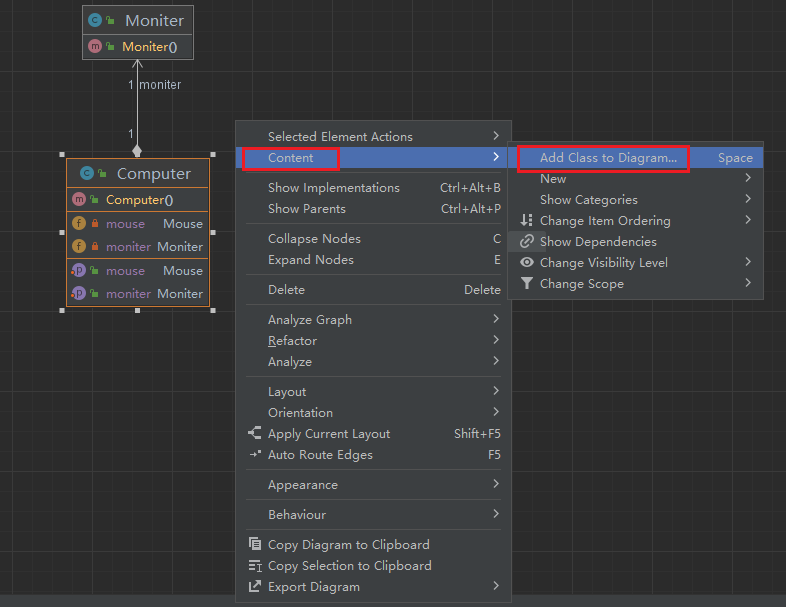 Moniter
Moniter()
1 moniter
1
Computer
Computer()
mouse Mouse
moniter Moniter
mouse Mouse
moniter Moniter
Selected Element Actions
Content
Show Implementations Ctrl+Alt+B
Show Parents Ctrl+Alt+P
Collapse Nodes C
Expand Nodes E
Delete Delete
Analyze Graph
Refactor
Analyze
Layout
Orientation
Apply Current Layout Shift+F5
Auto Route Edges F5
Appearance
Behaviour
Copy Diagram to Clipboard
Copy Selection to Clipboard
Export Diagram
Add Class to Diagram... Space
New
Show Categories
Change Item Ordering
Show Dependencies
Change Visibility Level
Change Scope